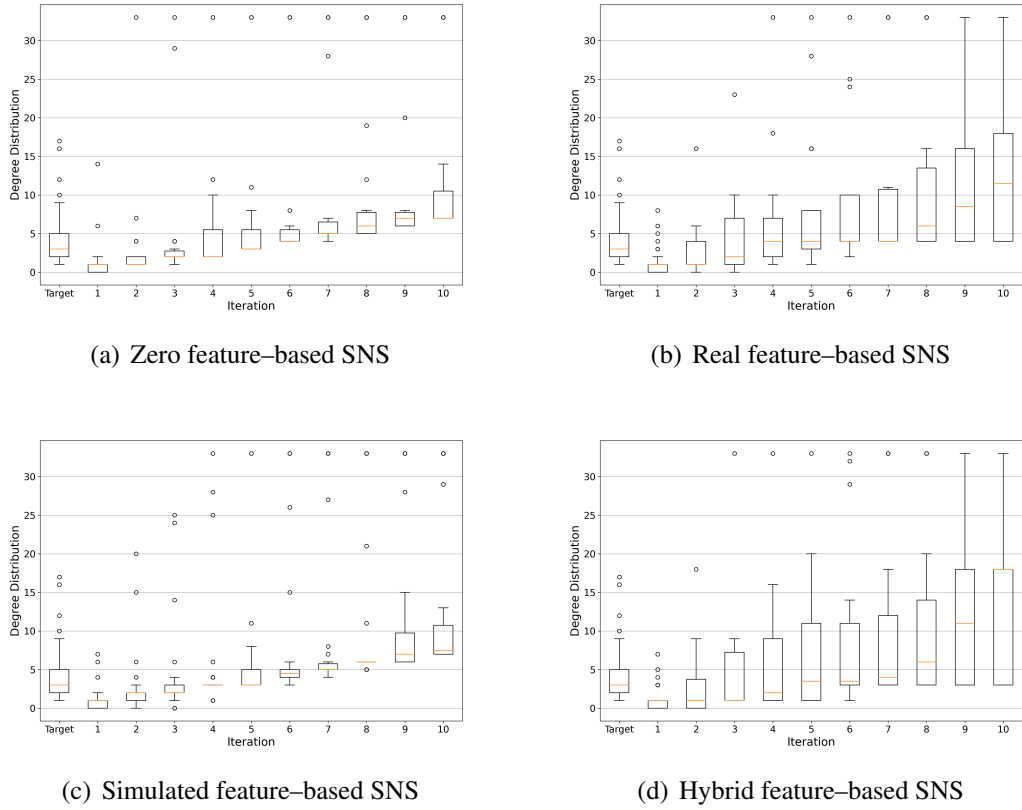 Degree Distribution
30
25
20
15
10
5
0
Target 1 2 3 4 5 6 7 8 9 10
Iteration
(a) Zero feature–based SNS
Degree Distribution
30
25
20
15
10
5
0
Target 1 2 3 4 5 6 7 8 9 10
Iteration
(b) Real feature–based SNS
Degree Distribution
30
25
20
15
10
5
0
Target 1 2 3 4 5 6 7 8 9 10
Iteration
(c) Simulated feature–based SNS
Degree Distribution
30
25
20
15
10
5
0
Target 1 2 3 4 5 6 7 8 9 10
Iteration
(d) Hybrid feature–based SNS